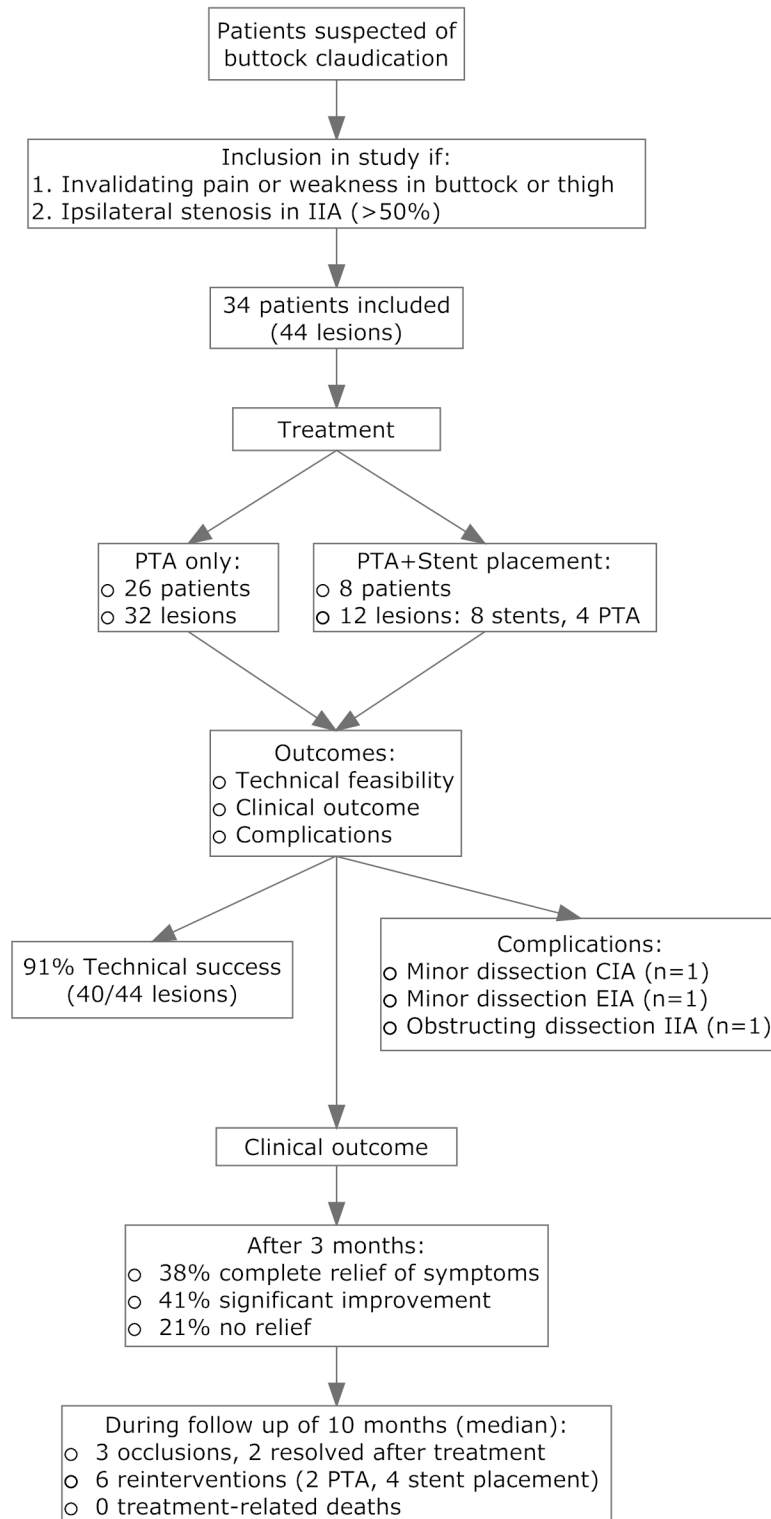 Patients suspected of
buttock claudication
Inclusion in study if:
1. Invalidating pain or weakness in buttock or thigh
2. Ipsilateral stenosis in IIA (>50%)
34 patients included
(44 lesions)
Treatment
PTA only:
○ 26 patients
○ 32 lesions
PTA+Stent placement:
○ 8 patients
○ 12 lesions: 8 stents, 4 PTA
Outcomes:
○ Technical feasibility
○ Clinical outcome
○ Complications
91% Technical success
(40/44 lesions)
Complications:
○ Minor dissection CIA (n=1)
○ Minor dissection EIA (n=1)
○ Obstructing dissection IIA (n=1)
Clinical outcome
After 3 months:
○ 38% complete relief of symptoms
○ 41% significant improvement
○ 21% no relief
During follow up of 10 months (median):
○ 3 occlusions, 2 resolved after treatment
○ 6 reinterventions (2 PTA, 4 stent placement)
○ 0 treatment-related deaths